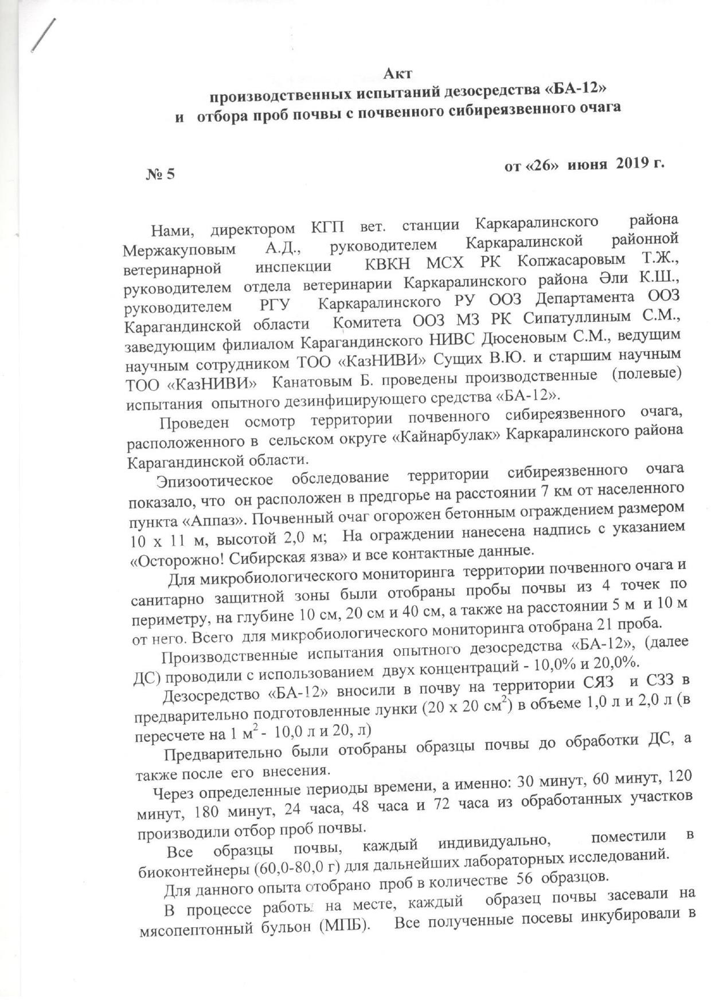 Акт
производственных испытаний дезосредства «БА-12»
и отбора проб почвы с почвенного сибиреязвенного очага
№ 5
от «26» июня 2019 г.
Нами, директором КГП вет. станции Каркаралинского района
Мержакуповым А.Д., руководителем Каркаралинской районной
ветеринарной инспекции КВКН МСХ РК Копжасаровым Т.Ж.,
руководителем отдела ветеринарии Каркаралинского района Әли К.Ш.,
руководителем РГУ Каркаралинского РУ ООЗ Департамента ООЗ
Карагандинской области Комитета ООЗ МЗ РК Сипатуллиным С.М.,
заведующим филиалом Карагандинского НИВС Дюсеновым С.М., ведущим
научным сотрудником ТОО «КазНИВИ» Сущих В.Ю. и старшим научным
ТОО «КазНИВИ» Канатовым Б. проведены производственные (полевые)
испытания опытного дезинфицирующего средства «БА-12».
Проведен осмотр территории почвенного сибиреязвенного очага,
расположенного в сельском округе «Кайнарбулак» Каркаралинского района
Карагандинской области.
Эпизоотическое обследование территории сибиреязвенного очага
показало, что он расположен в предгорье на расстоянии 7 км от населенного
пункта «Аппаз». Почвенный очаг огорожен бетонным ограждением размером
10 х 11 м, высотой 2,0 м; На ограждении нанесена надпись с указанием
«Осторожно! Сибирская язва» и все контактные данные.
Для микробиологического мониторинга территории почвенного очага и
санитарно защитной зоны были отобраны пробы почвы из 4 точек по
периметру, на глубине 10 см, 20 см и 40 см, а также на расстоянии 5 м и 10 м
от него. Всего для микробиологического мониторинга отобрана 21 проба.
Производственные испытания опытного дезосредства «БА-12», (далее
ДС) проводили с использованием двух концентраций - 10,0% и 20,0%.
Дезосредство «БА-12» вносили в почву на территории СЯЗ и СЗЗ в
предварительно подготовленные лунки (20 х 20 см²) в объеме 1,0 л и 2,0 л (в
пересчете на 1 м² - 10,0 л и 20, л)
Предварительно были отобраны образцы почвы до обработки ДС, а
также после его внесения.
Через определенные периоды времени, а именно: 30 минут, 60 минут, 120
минут, 180 минут, 24 часа, 48 часа и 72 часа из обработанных участков
производили отбор проб почвы.
Все образцы почвы, каждый индивидуально, поместили в
биоконтейнеры (60,0-80,0 г) для дальнейших лабораторных исследований.
Для данного опыта отобрано проб в количестве 56 образцов.
В процессе работы на месте, каждый образец почвы засевали на
мясопептонный бульон (МПБ). Все полученные посевы инкубировали в